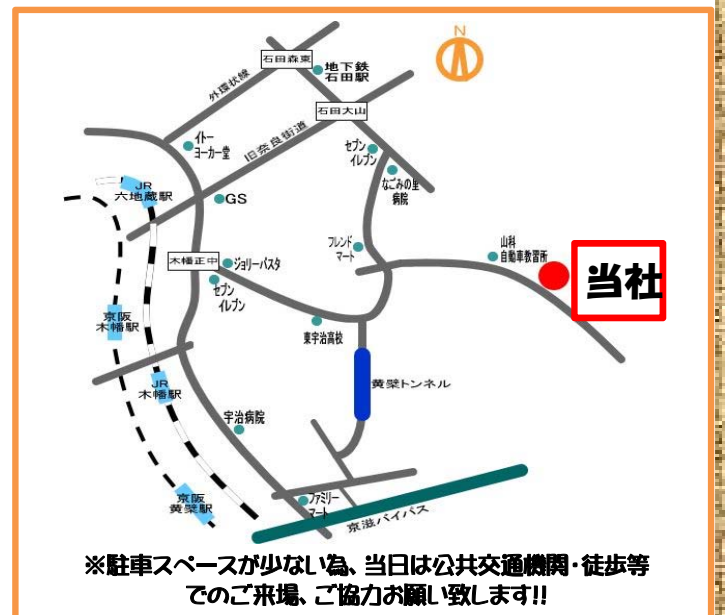 N
石田森東
地下鉄
石田駅
外環状線
石田大山
旧奈良街道
イトー
ヨーカー堂
セブン
イレブン
なごみの里
病院
JR
六地蔵駅
GS
木幡正中
ジョリーパスタ
セブン
イレブン
フレンド
マート
山科
自動車教習所
当社
京阪
木幡駅
東宇治高校
JR
木幡駅
黄檗トンネル
宇治病院
京阪
黄檗駅
ファミリー
マート
京滋バイパス
※駐車スペースが少ない為、当日は公共交通機関・徒歩等
でのご来場、ご協力お願い致します!!